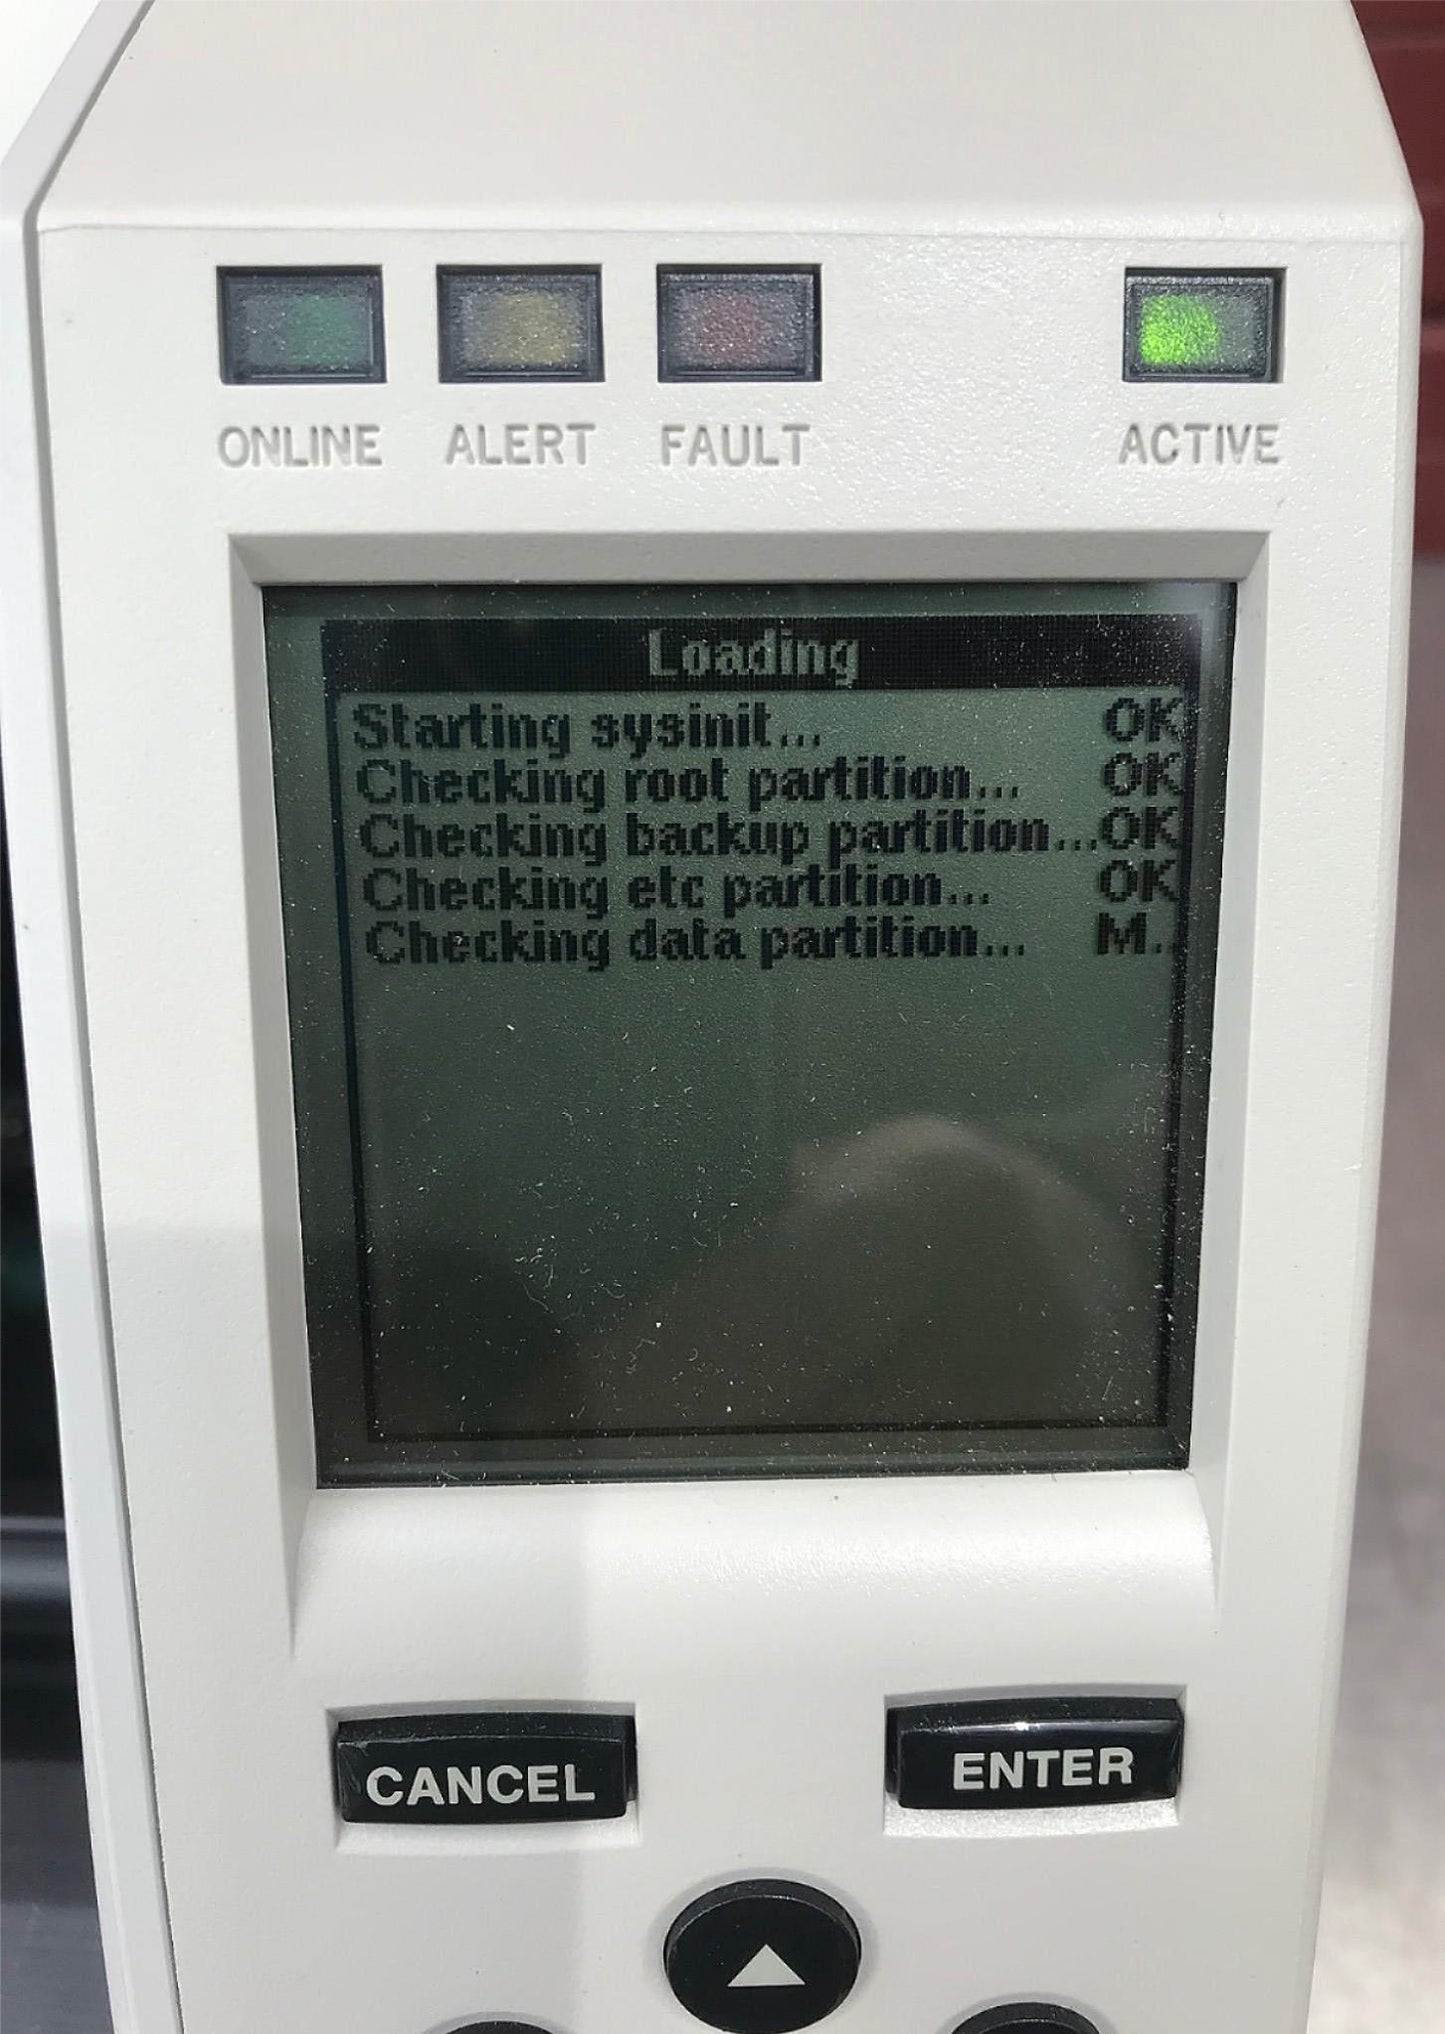 ONLINE ALERT FAULT ACTIVE
Loading
Starting sysinit... OK
Checking root partition... OK
Checking backup partition...OK
Checking etc partition... OK
Checking data partition... M..
CANCEL ENTER